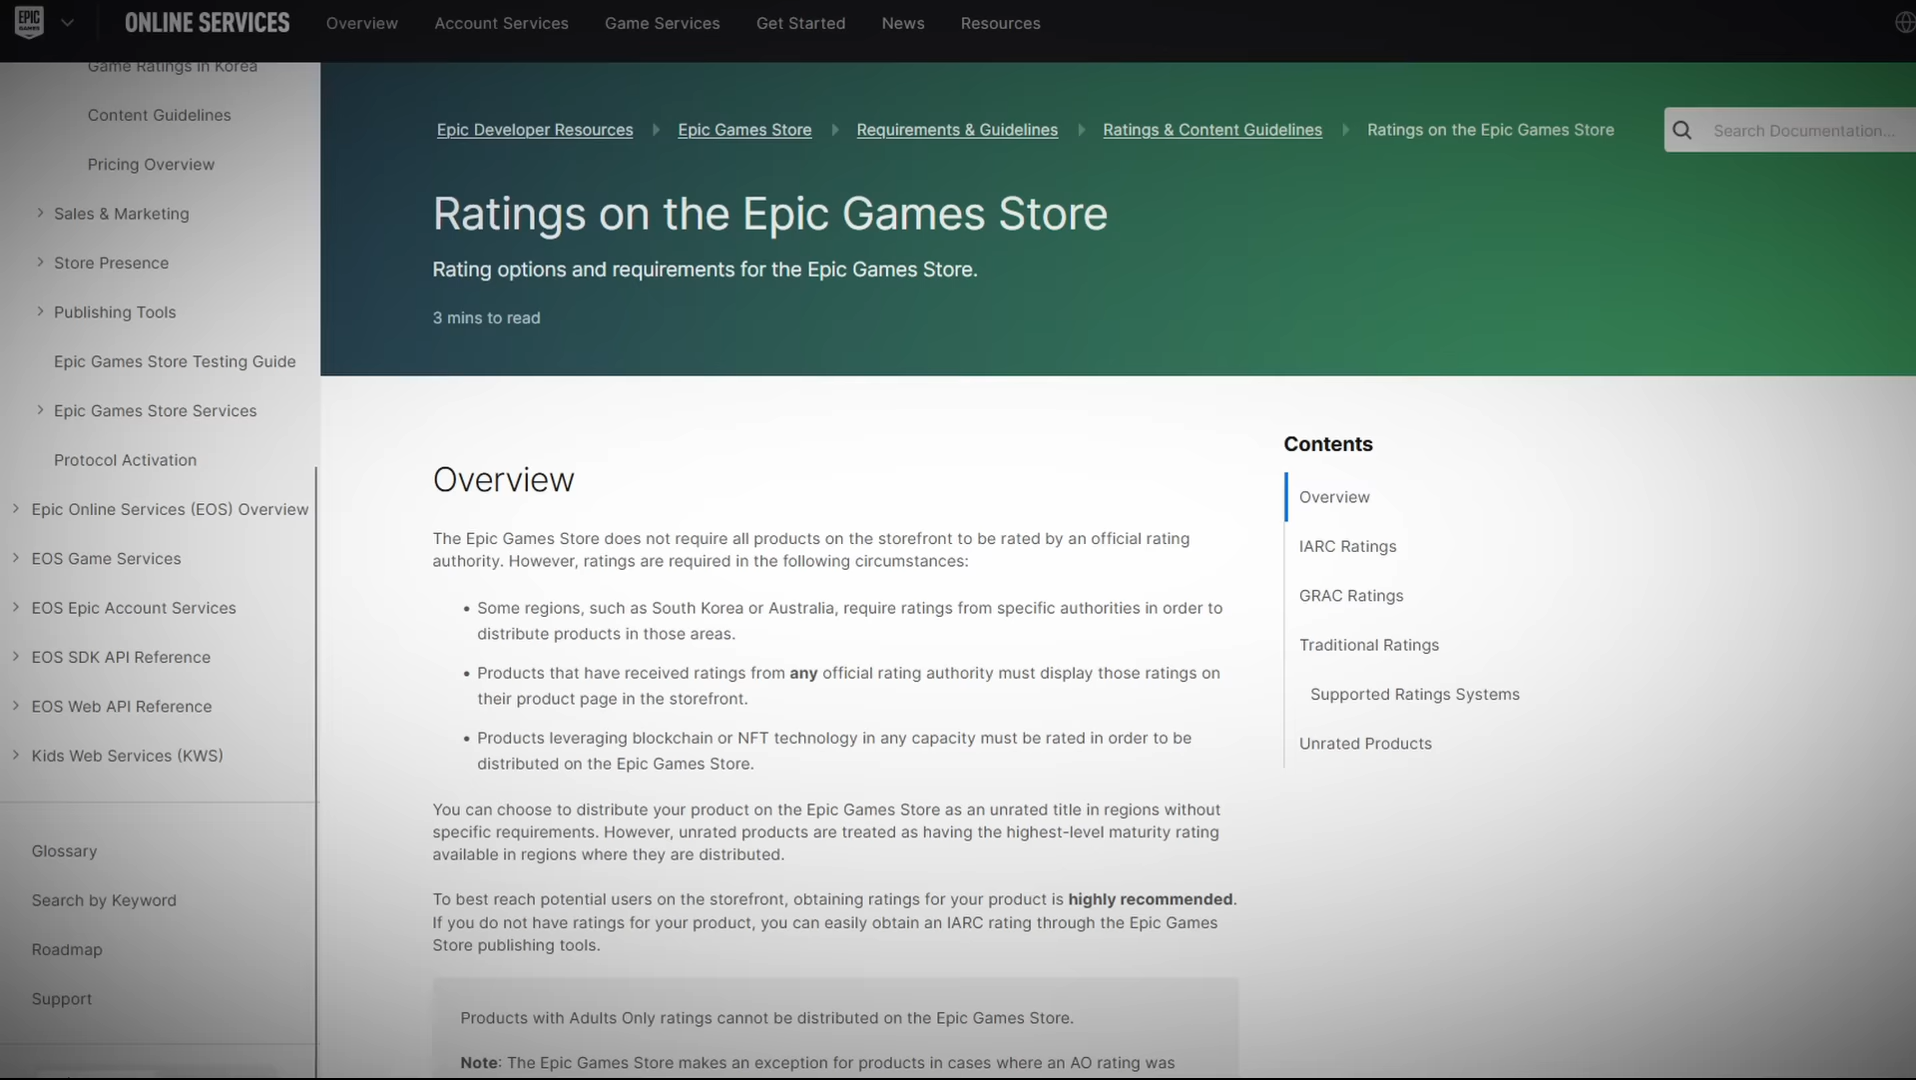 EPIC GAMES
ONLINE SERVICES
Overview
Account Services
Game Services
Get Started
News
Resources
Game Ratings in Korea
Content Guidelines
Pricing Overview
Sales & Marketing
Store Presence
Publishing Tools
Epic Games Store Testing Guide
Epic Games Store Services
Protocol Activation
Epic Online Services (EOS) Overview
EOS Game Services
EOS Epic Account Services
EOS SDK API Reference
EOS Web API Reference
Kids Web Services (KWS)
Glossary
Search by Keyword
Roadmap
Support
Epic Developer Resources
Epic Games Store
Requirements & Guidelines
Ratings & Content Guidelines
Ratings on the Epic Games Store
Search Documentation...
Ratings on the Epic Games Store
Rating options and requirements for the Epic Games Store.
3 mins to read
Overview
The Epic Games Store does not require all products on the storefront to be rated by an official rating
authority. However, ratings are required in the following circumstances:
• Some regions, such as South Korea or Australia, require ratings from specific authorities in order to
distribute products in those areas.
• Products that have received ratings from any official rating authority must display those ratings on
their product page in the storefront.
• Products leveraging blockchain or NFT technology in any capacity must be rated in order to be
distributed on the Epic Games Store.
You can choose to distribute your product on the Epic Games Store as an unrated title in regions without
specific requirements. However, unrated products are treated as having the highest-level maturity rating
available in regions where they are distributed.
To best reach potential users on the storefront, obtaining ratings for your product is highly recommended.
If you do not have ratings for your product, you can easily obtain an IARC rating through the Epic Games
Store publishing tools.
Products with Adults Only ratings cannot be distributed on the Epic Games Store.
Note: The Epic Games Store makes an exception for products in cases where an AO rating was
Contents
Overview
IARC Ratings
GRAC Ratings
Traditional Ratings
Supported Ratings Systems
Unrated Products